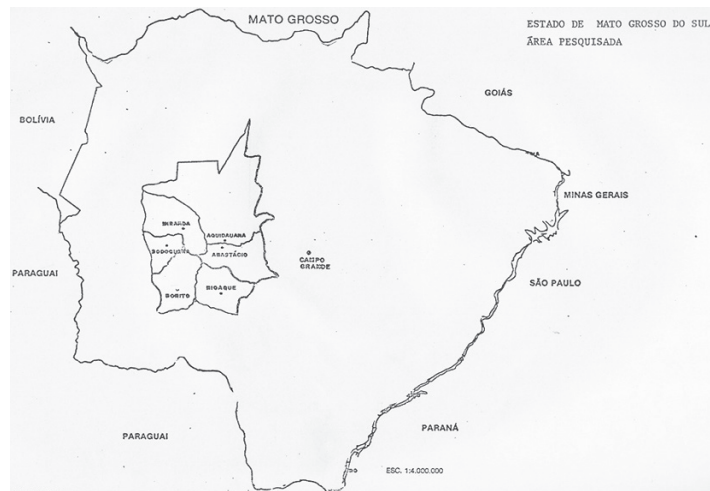 MATO GROSSO
ESTADO DE MATO GROSSO DO SUL
ÁREA PESQUISADA
GOIÁS
BOLÍVIA
MINAS GERAIS
MIRANDA
AQUIDAUANA
BODOQUENA
ANASTÁCIO
CAMPO
GRANDE
PARAGUAI
SÃO PAULO
BONITO
NIOAQUE
PARAGUAI
PARANÁ
ESC. 1:4.000.000